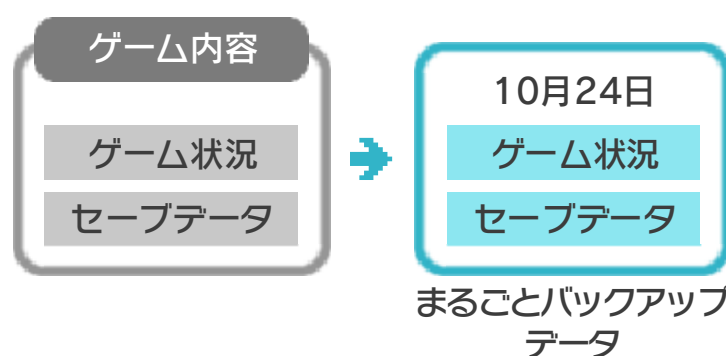 ゲーム内容
ゲーム状況
セーブデータ
10月24日
ゲーム状況
セーブデータ
まるごとバックアップ
データ